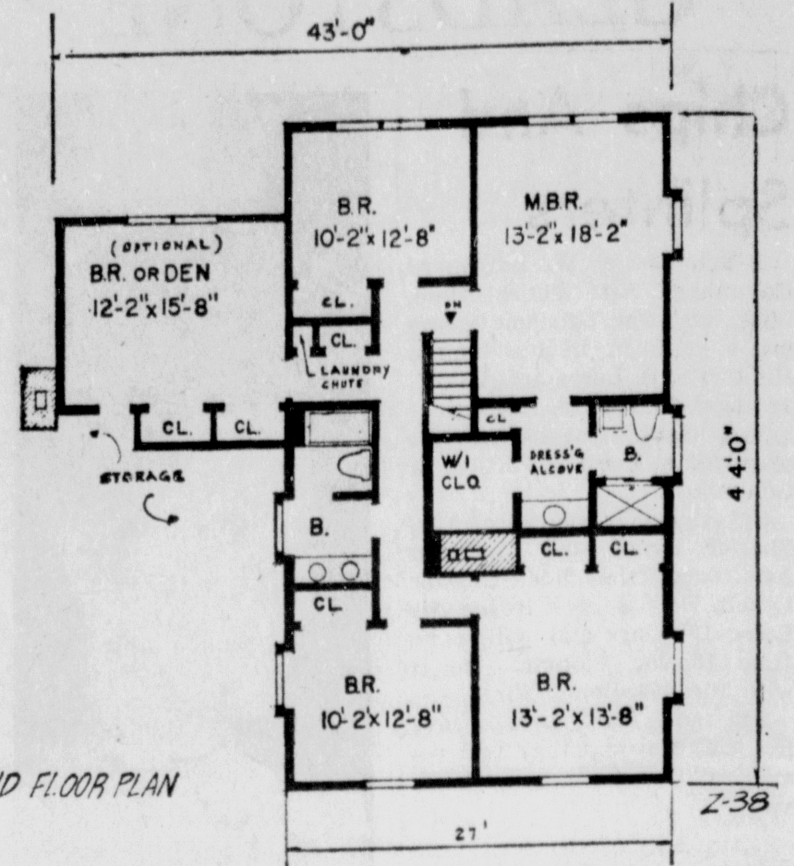 43'-0"
B.R.
10'-2" x 12'-8"
M.B.R.
13'-2" x 18'-2"
(OPTIONAL)
B.R. OR DEN
12'-2" x 15'-8"
CL.
DN
CL.
LAUNDRY
CHUTE
CL.
CL.
CL
STORAGE
W/I
CLO.
DRESS'G
ALCOVE
B.
44'-0"
B.
CL.
CL.
CL.
B.R.
10'-2" x 12'-8"
B.R.
13'-2" x 13'-8"
FLOOR PLAN
Z-38
27'